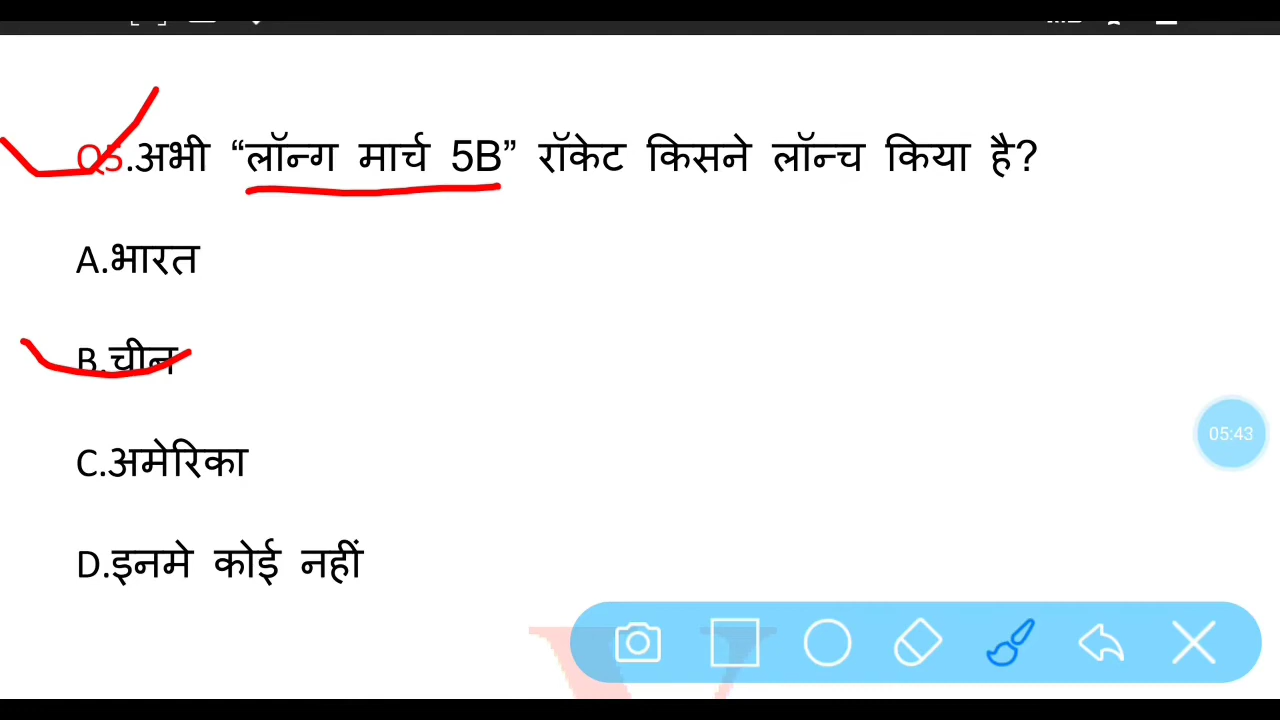 Q5.अभी “लॉन्ग मार्च 5B” रॉकेट किसने लॉन्च किया है?
A.भारत
B.चीन
C.अमेरिका
05:43
D.इनमे कोई नहीं